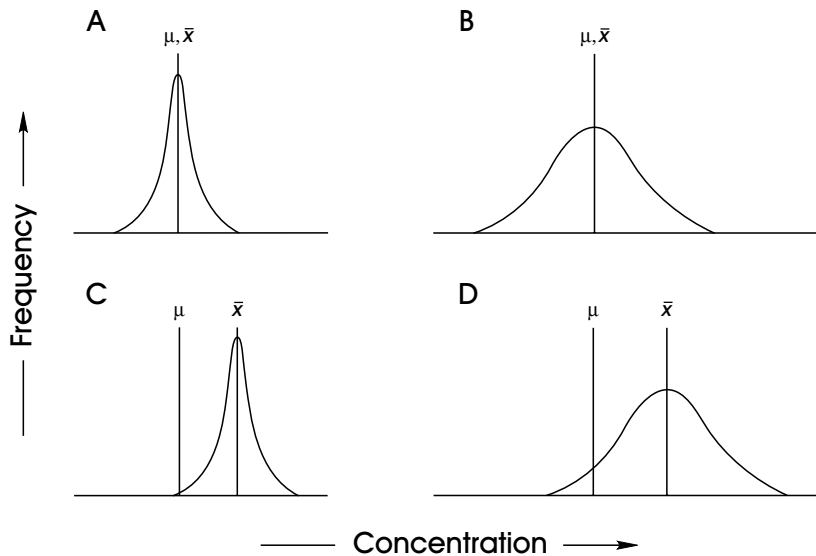 A
μ, x̄
B
μ, x̄
C
μ
x̄
D
μ
x̄
Frequency
Concentration